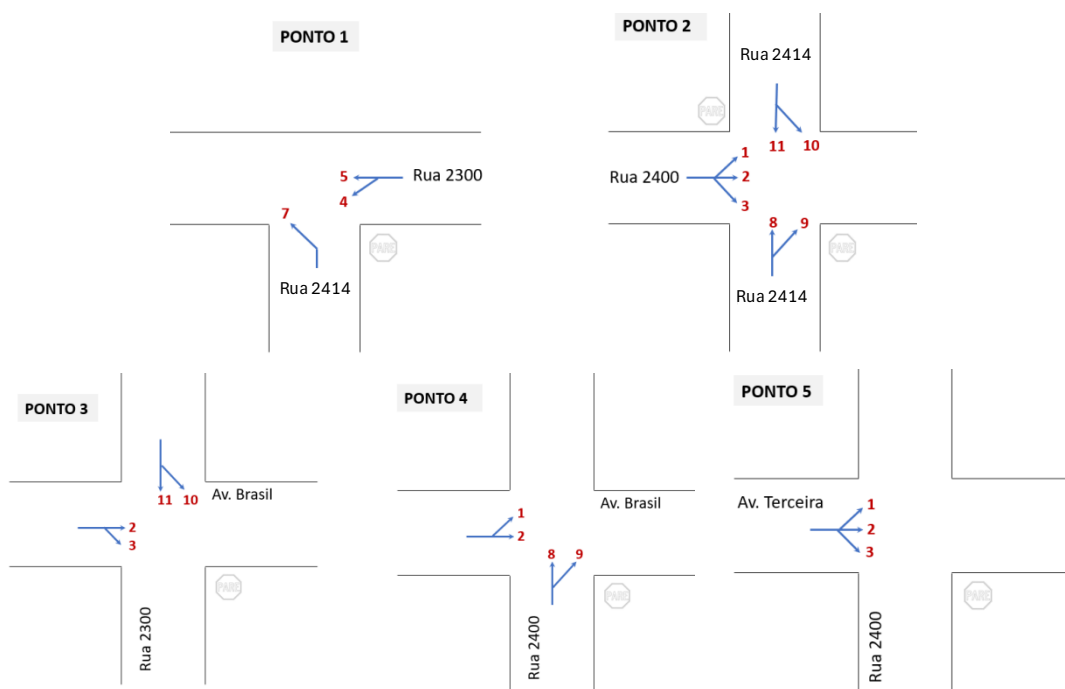 PONTO 1
5
4
Rua 2300
7
PARE
Rua 2414
PONTO 2
Rua 2414
PARE
11 10
1
Rua 2400 2
3
8 9
PARE
Rua 2414
PONTO 3
11 10
Av. Brasil
2
3
PARE
Rua 2300
PONTO 4
Av. Brasil
1
2
8 9
PARE
Rua 2400
PONTO 5
Av. Terceira
1
2
3
PARE
Rua 2400